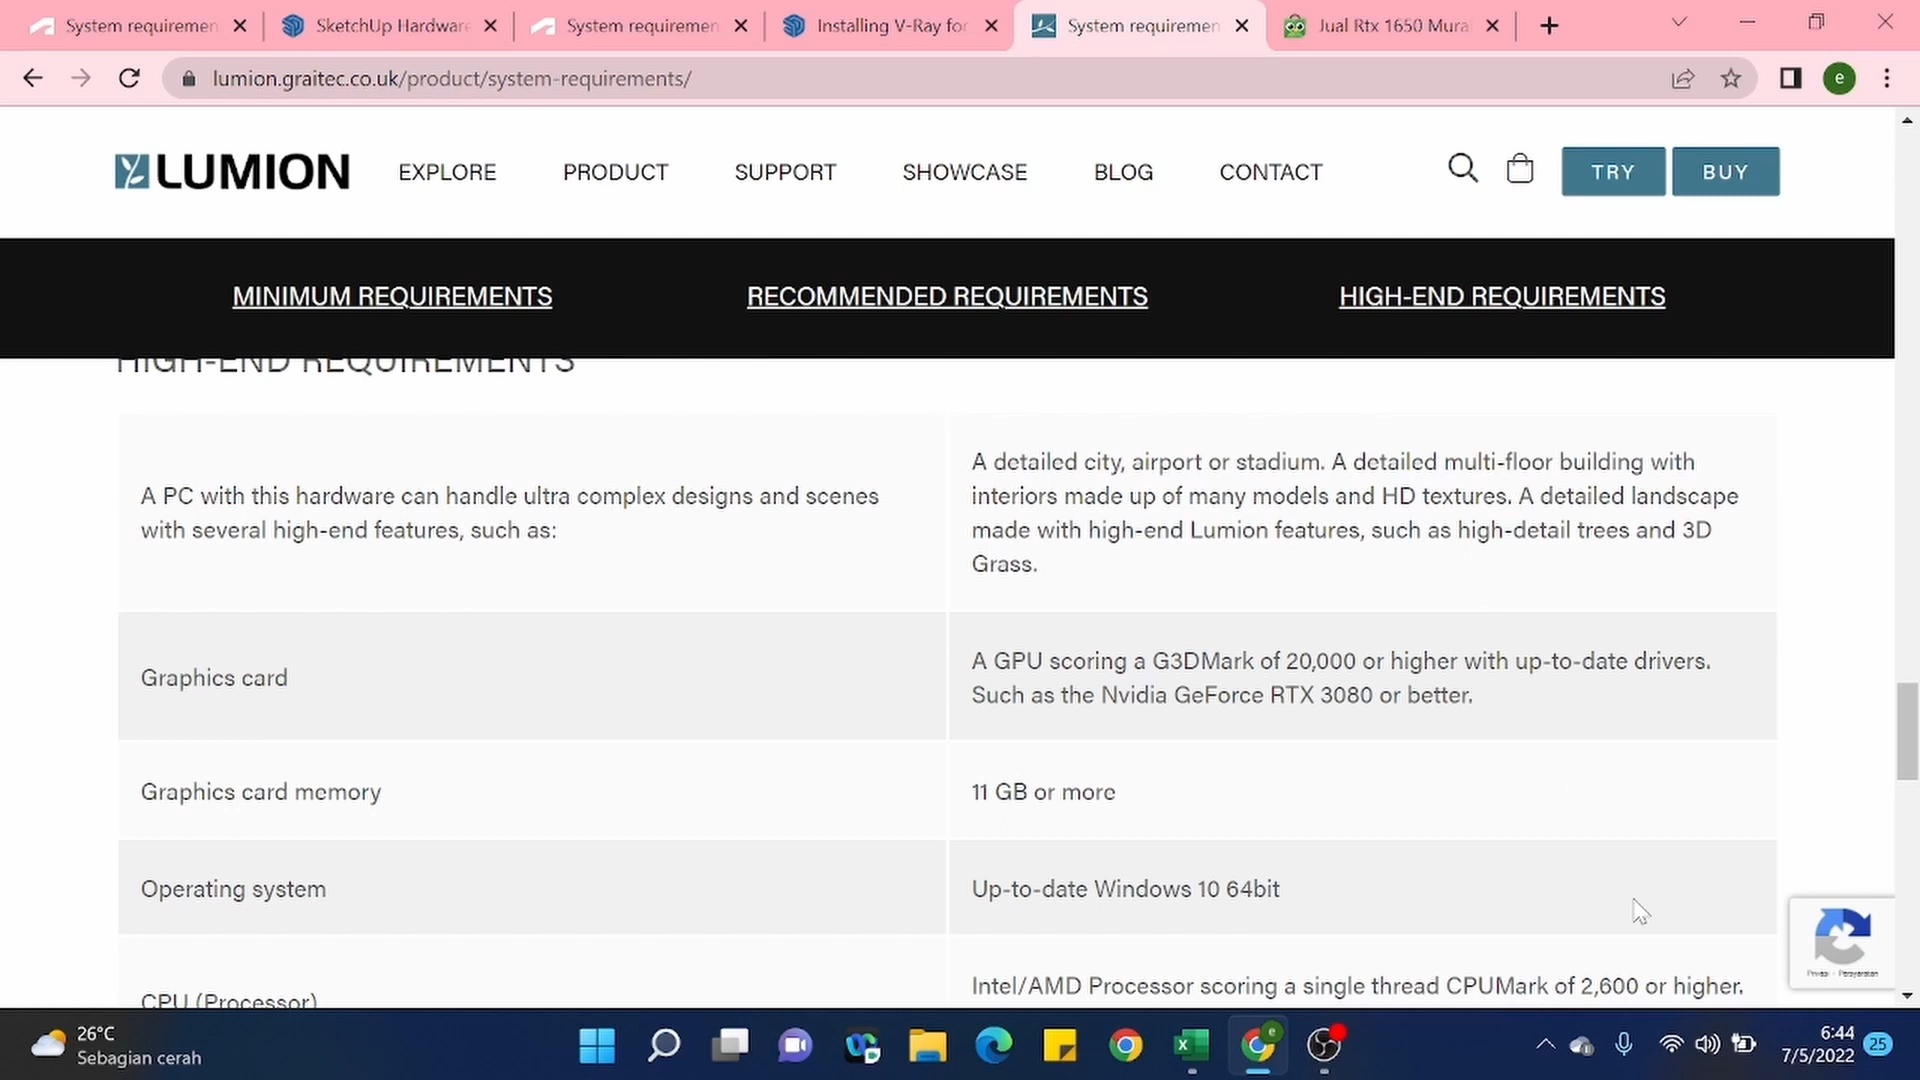 System requiremen
SketchUp Hardware
System requiremen
Installing V-Ray for
System requiremen
Jual Rtx 1650 Mura
lumion.graitec.co.uk/product/system-requirements/
e
LUMION
EXPLORE
PRODUCT
SUPPORT
SHOWCASE
BLOG
CONTACT
TRY
BUY
MINIMUM REQUIREMENTS
RECOMMENDED REQUIREMENTS
HIGH-END REQUIREMENTS
HIGH-END REQUIREMENTS
A PC with this hardware can handle ultra complex designs and scenes
with several high-end features, such as:
A detailed city, airport or stadium. A detailed multi-floor building with
interiors made up of many models and HD textures. A detailed landscape
made with high-end Lumion features, such as high-detail trees and 3D
Grass.
Graphics card
A GPU scoring a G3DMark of 20,000 or higher with up-to-date drivers.
Such as the Nvidia GeForce RTX 3080 or better.
Graphics card memory
11 GB or more
Operating system
Up-to-date Windows 10 64bit
CPU (Processor)
Intel/AMD Processor scoring a single thread CPUMark of 2,600 or higher.
Privasi - Persyaratan
26°C
Sebagian cerah
6:44
7/5/2022
25